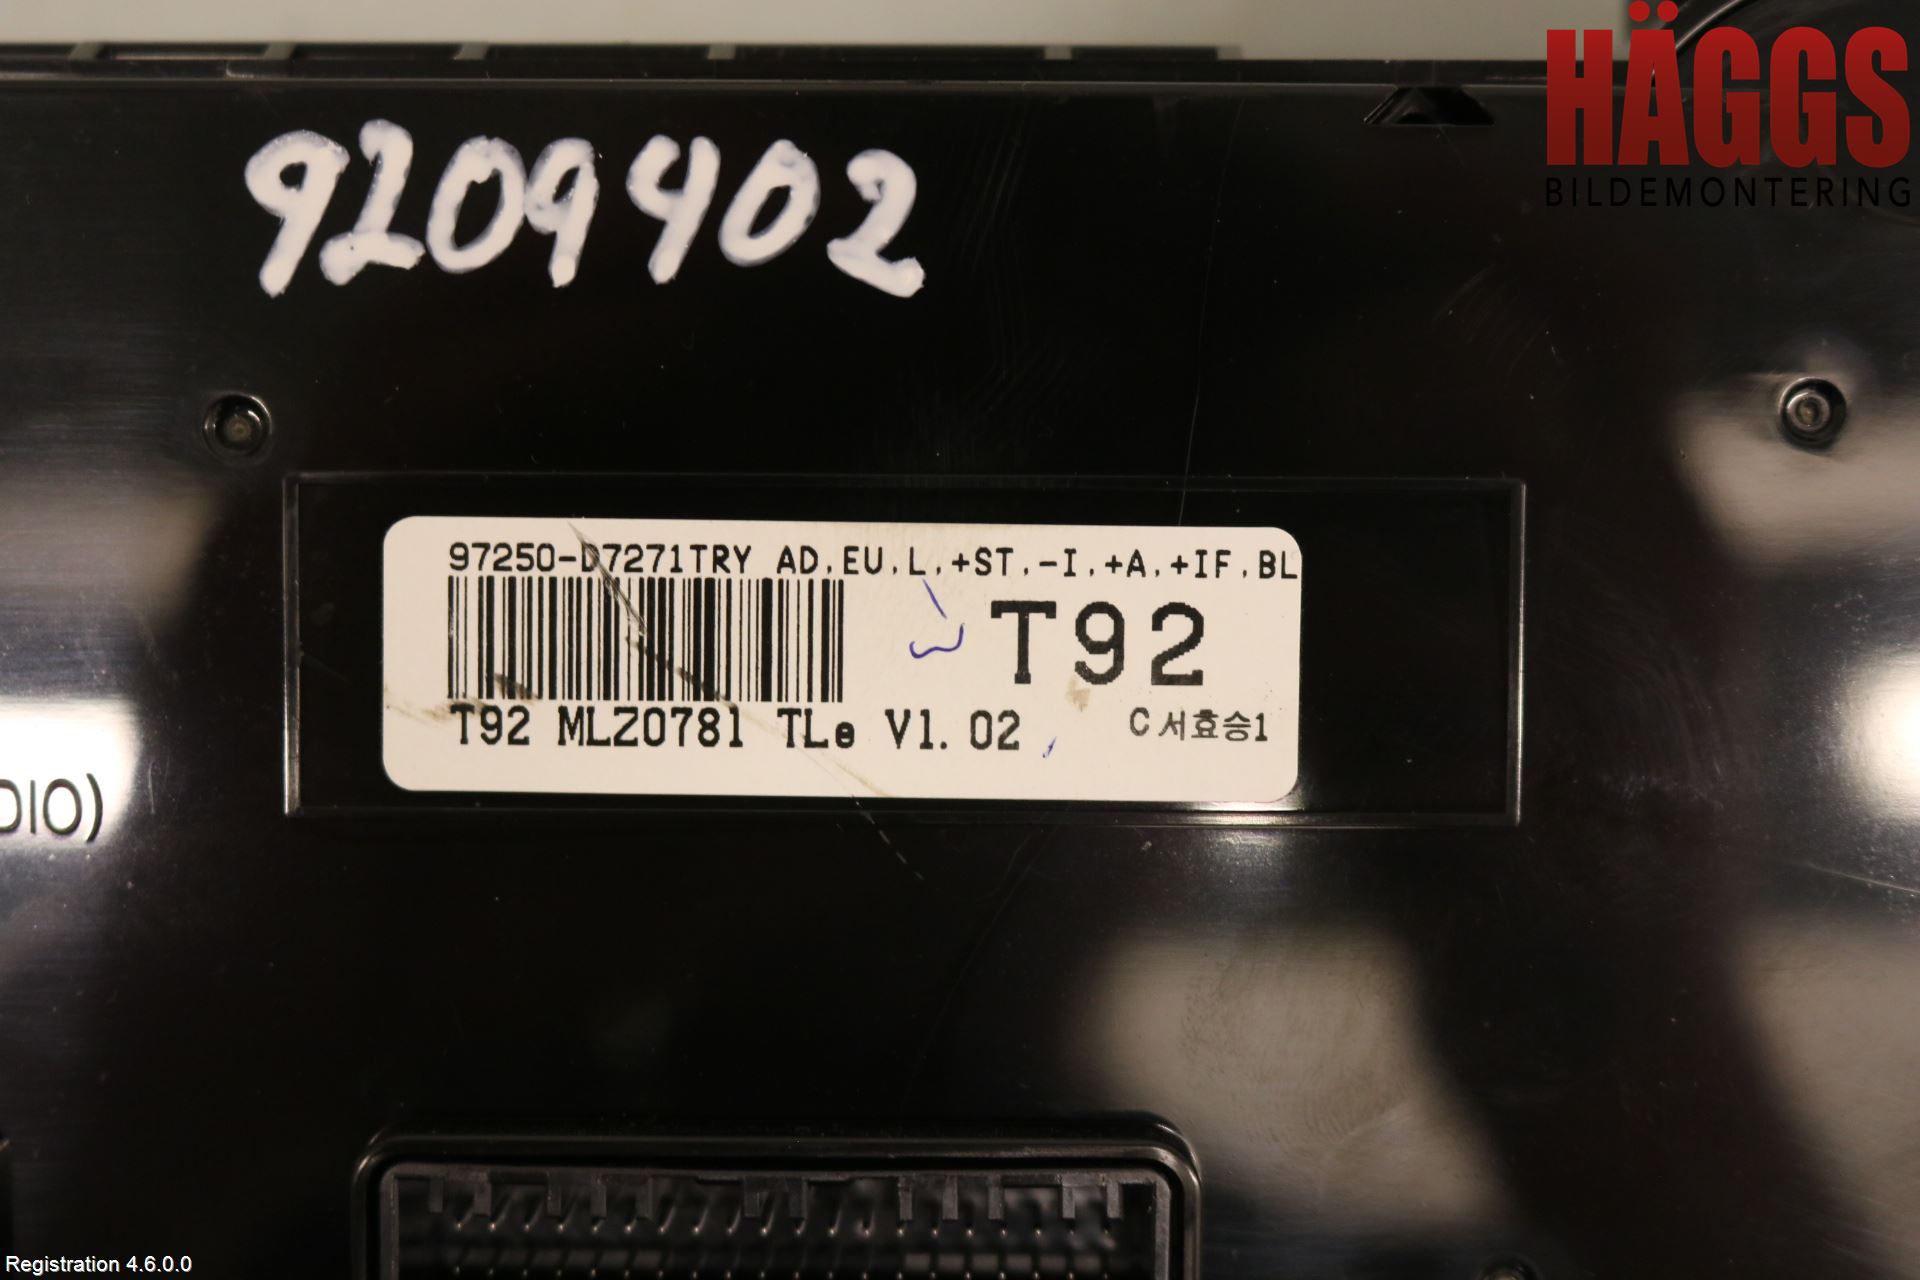 HÄGGS
BILDEMONTERING
9209402
97250-D7271TRY AD.EU.L.+ST.-I.+A.+IF.BL
T92
T92 MLZ0781 TLe V1.02 C서효승1
DIO)
Registration 4.6.0.0